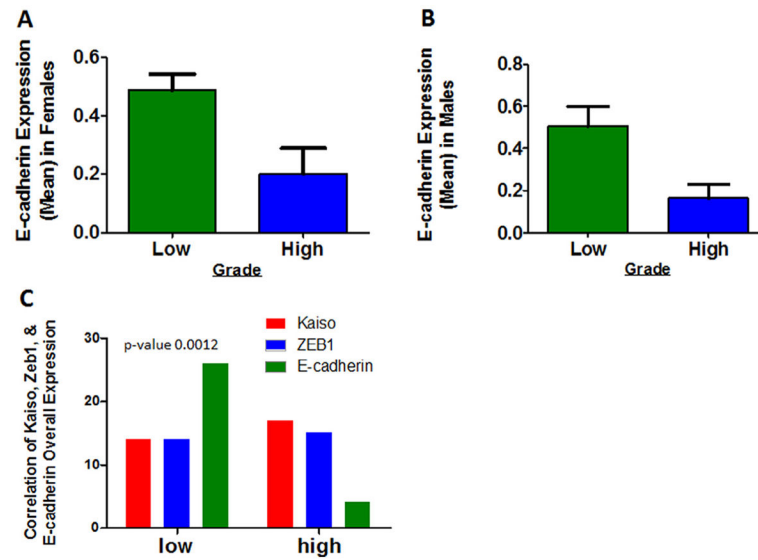 A
E-cadherin Expression
(Mean) in Females
0.6
0.4
0.2
0.0
Low
High
Grade
B
E-cadherin Expression
(Mean) in Males
0.8
0.6
0.4
0.2
0.0
Low
High
Grade
C
Correlation of Kaiso, Zeb1, &
E-cadherin Overall Expression
30
20
10
0
p-value 0.0012
Kaiso
ZEB1
E-cadherin
low
high